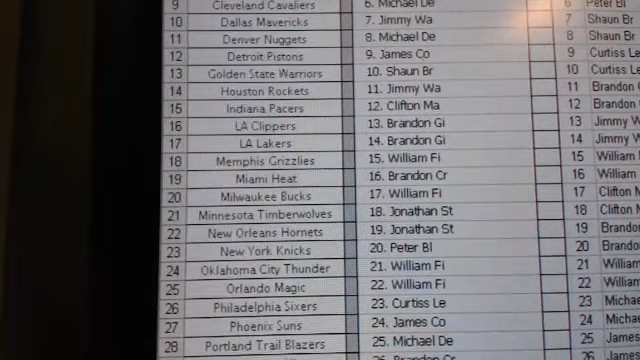 9 Cleveland Cavaliers 6. Michael De 6 Peter Bl
10 Dallas Mavericks 7. Jimmy Wa 7 Shaun Br
11 Denver Nuggets 8. Michael De 8 Shaun Br
12 Detroit Pistons 9. James Co 9 Curtiss Le
13 Golden State Warriors 10. Shaun Br 10 Curtiss Le
14 Houston Rockets 11. Jimmy Wa 11 Brandon
15 Indiana Pacers 12. Clifton Ma 12 Brandon
16 LA Clippers 13. Brandon Gi 13 Jimmy W
17 LA Lakers 14. Brandon Gi 14 Jimmy W
18 Memphis Grizzlies 15. William Fi 15 William
19 Miami Heat 16. Brandon Cr 16 William
20 Milwaukee Bucks 17. William Fi 17 Clifton M
21 Minnesota Timberwolves 18. Jonathan St 18 Clifton M
22 New Orleans Hornets 19. Jonathan St 19 Brando
23 New York Knicks 20. Peter Bl 20 Brando
24 Oklahoma City Thunder 21. William Fi 21 Willian
25 Orlando Magic 22. William Fi 22 Willian
26 Philadelphia Sixers 23. Curtiss Le 23 Micha
27 Phoenix Suns 24. James Co 24 Micha
28 Portland Trail Blazers 25. Michael De 25 James
26. Brandon Cr 26 James